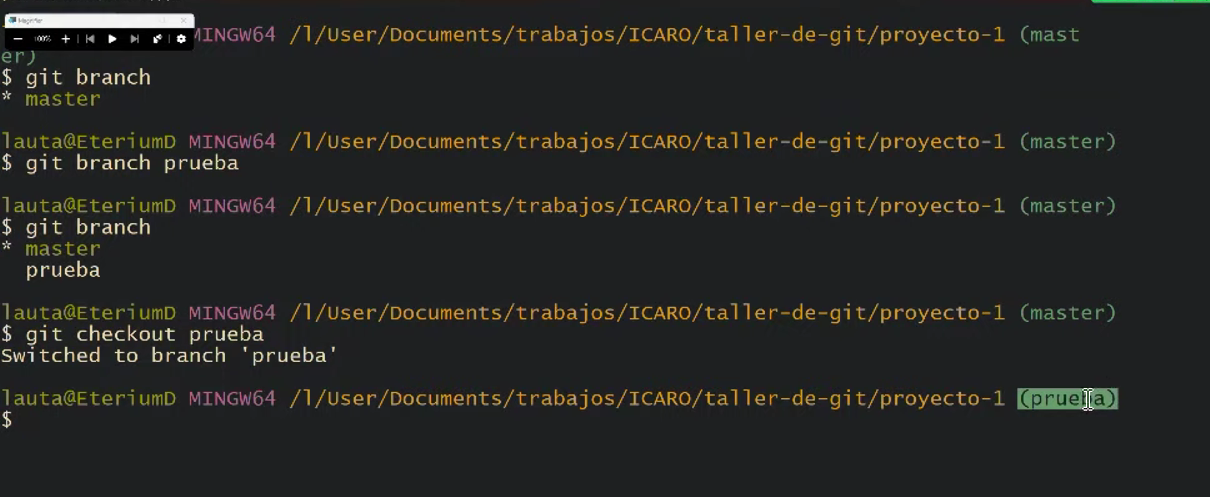 Magnifier
100%
MINGW64 /l/User/Documents/trabajos/ICARO/taller-de-git/proyecto-1 (mast
er)
$ git branch
* master
lauta@EteriumD MINGW64 /l/User/Documents/trabajos/ICARO/taller-de-git/proyecto-1 (master)
$ git branch prueba
lauta@EteriumD MINGW64 /l/User/Documents/trabajos/ICARO/taller-de-git/proyecto-1 (master)
$ git branch
* master
prueba
lauta@EteriumD MINGW64 /l/User/Documents/trabajos/ICARO/taller-de-git/proyecto-1 (master)
$ git checkout prueba
Switched to branch 'prueba'
lauta@EteriumD MINGW64 /l/User/Documents/trabajos/ICARO/taller-de-git/proyecto-1 (prueba)
$